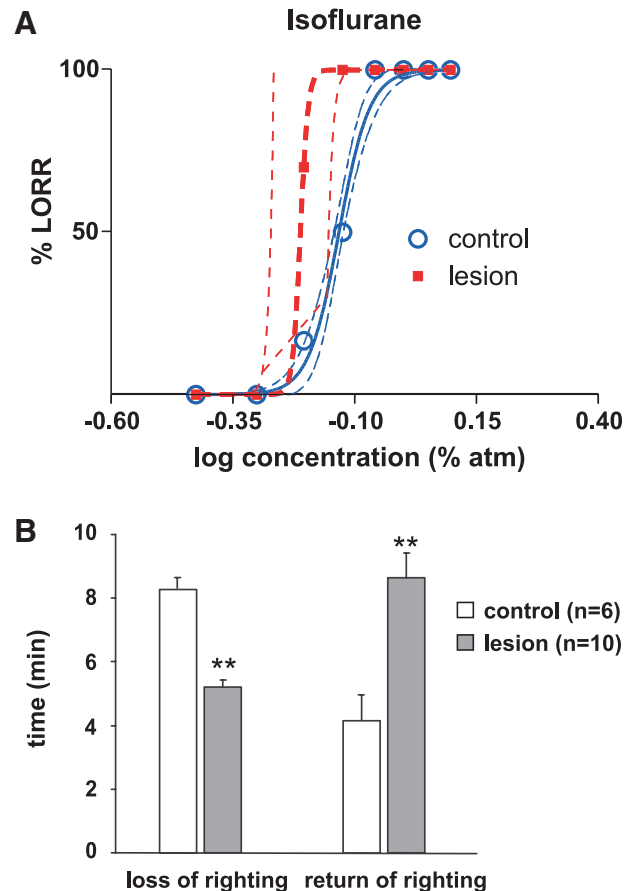 A
Isoflurane
100
50
% LORR
control
lesion
-0.60
-0.35
-0.10
0.15
0.40
log concentration (% atm)
B
10
8
6
4
2
0
time (min)
**
**
control (n=6)
lesion (n=10)
loss of righting
return of righting